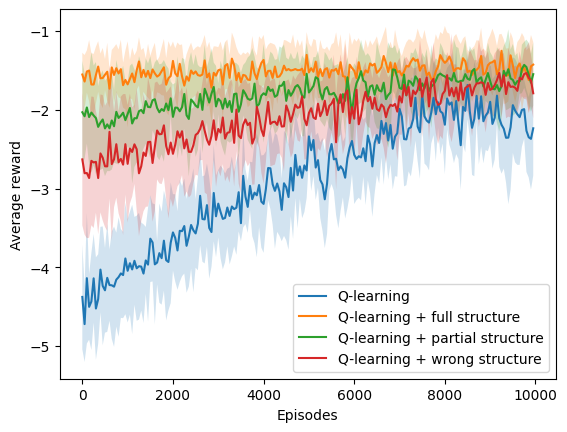 −1
−2
−3
−4
−5
Average reward
0
2000
4000
6000
8000
10000
Episodes
Q-learning
Q-learning + full structure
Q-learning + partial structure
Q-learning + wrong structure